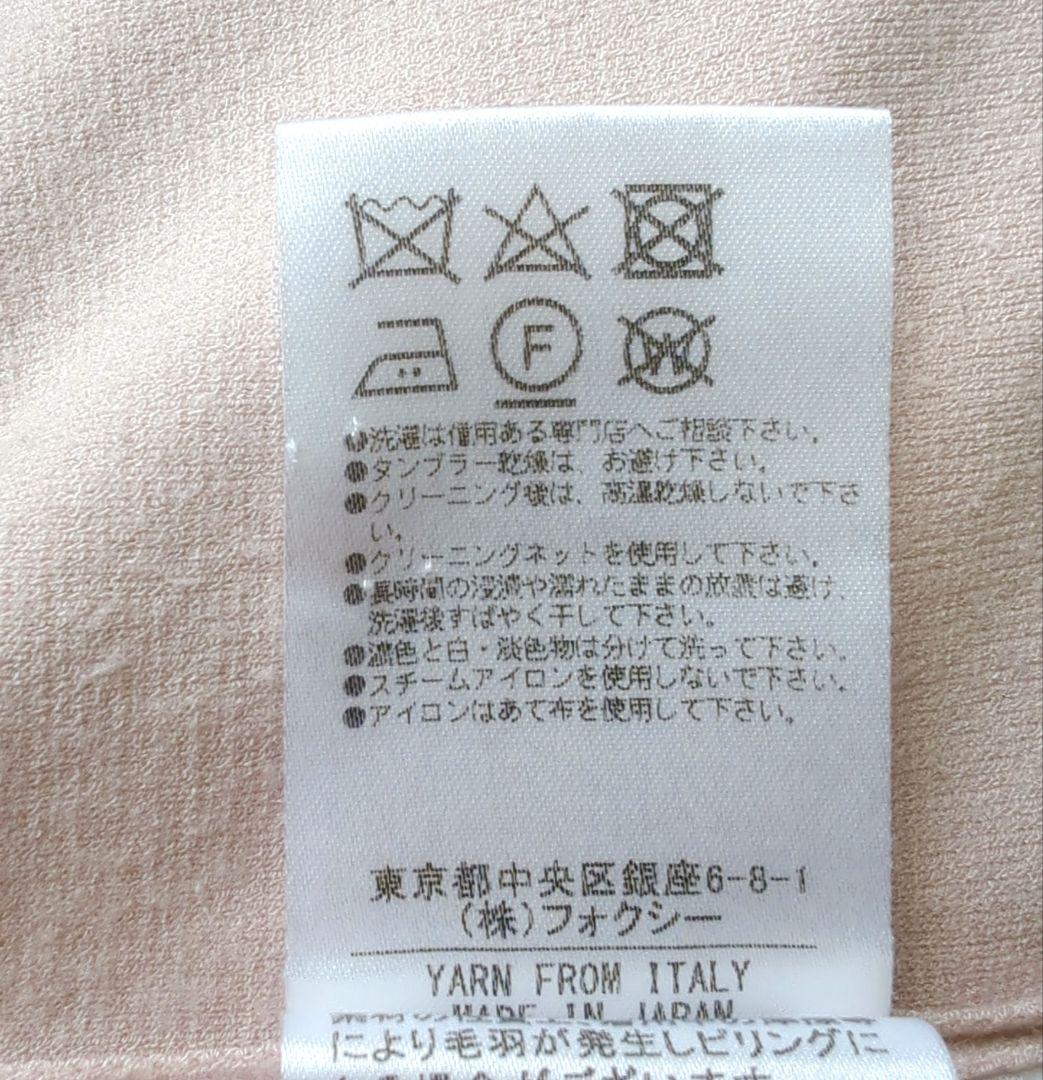 F
W
●洗濯は信用ある専門店へご相談下さい。
●タンブラー乾燥は、お避け下さい。
●クリーニング後は、高温乾燥しないで下さ
い。
●クリーニングネットを使用して下さい。
●長時間の浸漬や濡れたままの放置は避け、
洗濯後すばやく干して下さい。
●濃色と白・淡色物は分けて洗って下さい。
●スチームアイロンを使用しないで下さい。
●アイロンはあて布を使用して下さい。
東京都中央区銀座6-8-1
(株)フォクシー
YARN FROM ITALY
MADE IN JAPAN
により毛羽が発生しピリングに